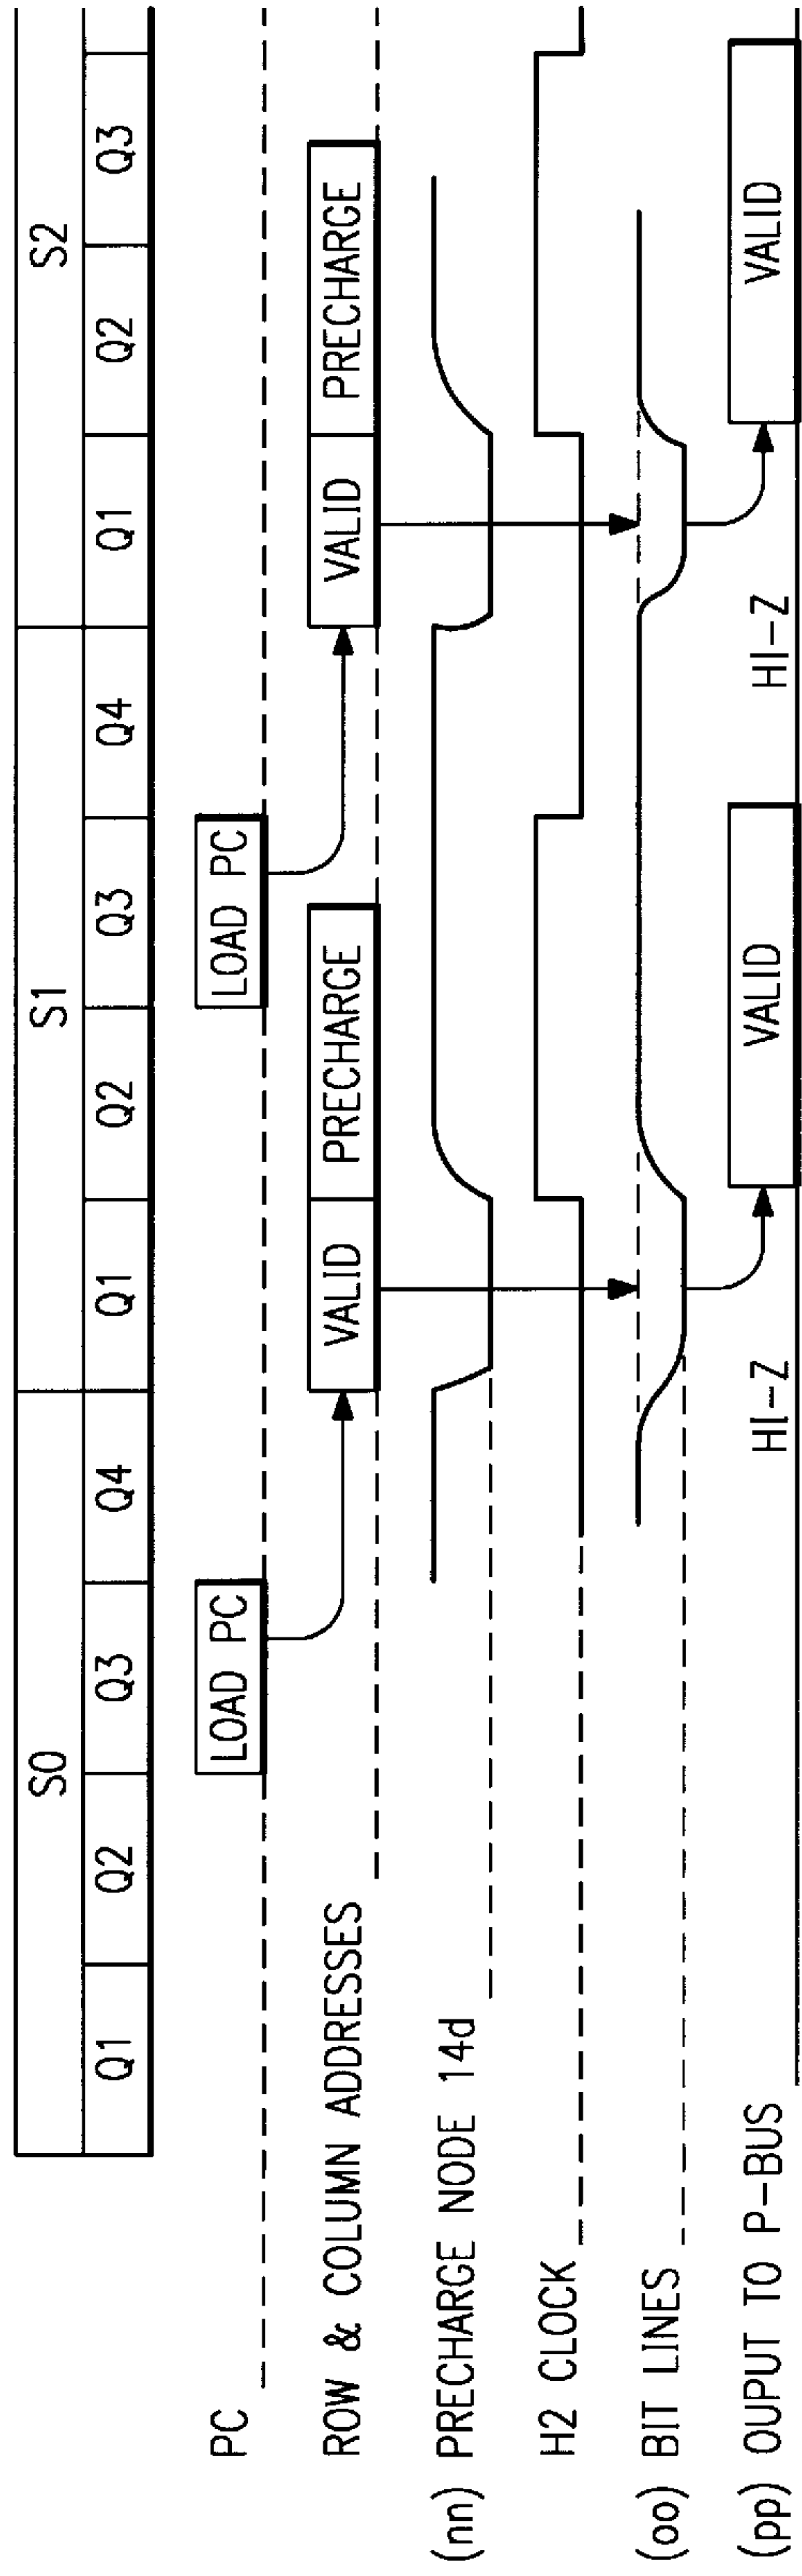 S0 S1 S2
Q1 Q2 Q3 Q4 Q1 Q2 Q3 Q4 Q1 Q2 Q3
PC LOAD PC LOAD PC
ROW & COLUMN ADDRESSES VALID PRECHARGE VALID PRECHARGE
(nn) PRECHARGE NODE 14d
H2 CLOCK
(oo) BIT LINES
(pp) OUPUT TO P-BUS HI-Z VALID HI-Z VALID